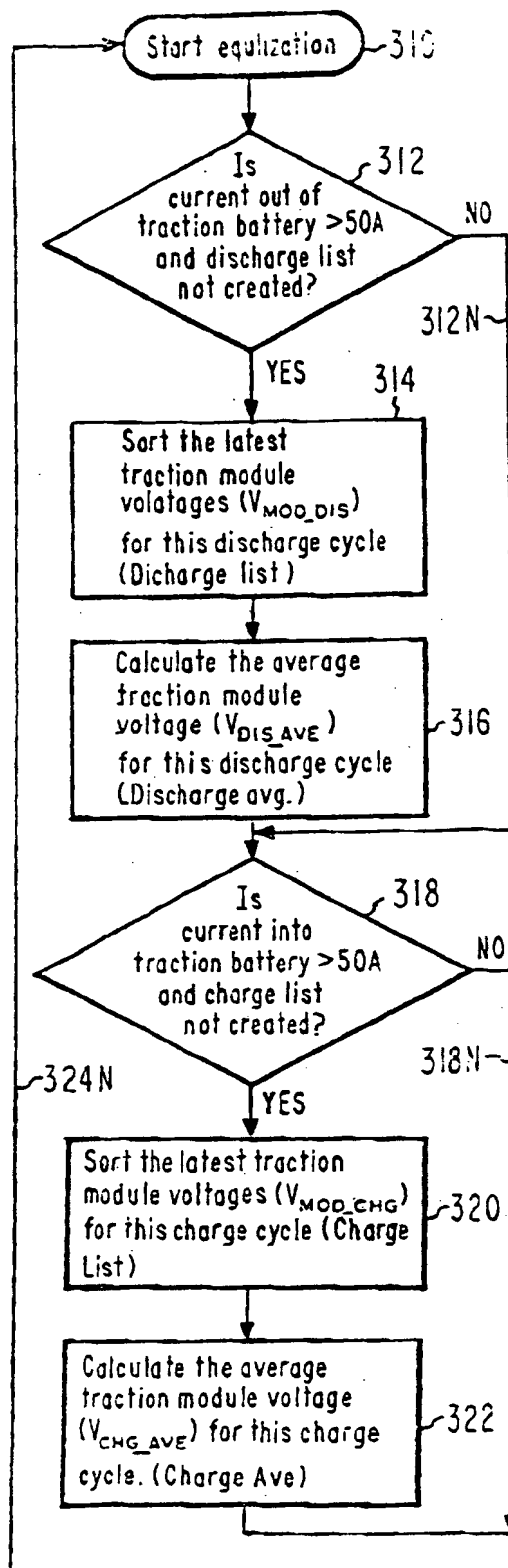 Start equlization
310
Is
current out of
traction battery >50A
and discharge list
not created?
312
NO
312N
YES
314
Sort the latest
traction module
volatages (V_MOD_DIS)
for this discharge cycle
(Dicharge list)
Calculate the average
traction module
voltage (V_DIS_AVE)
for this discharge cycle
(Discharge avg.)
316
Is
current into
traction battery >50A
and charge list
not created?
318
NO
318N
324N
YES
Sort the latest traction
module voltages (V_MOD_CHG)
for this charge cycle (Charge
List)
320
Calculate the average
traction module voltage
(V_CHG_AVE) for this charge
cycle. (Charge Ave)
322